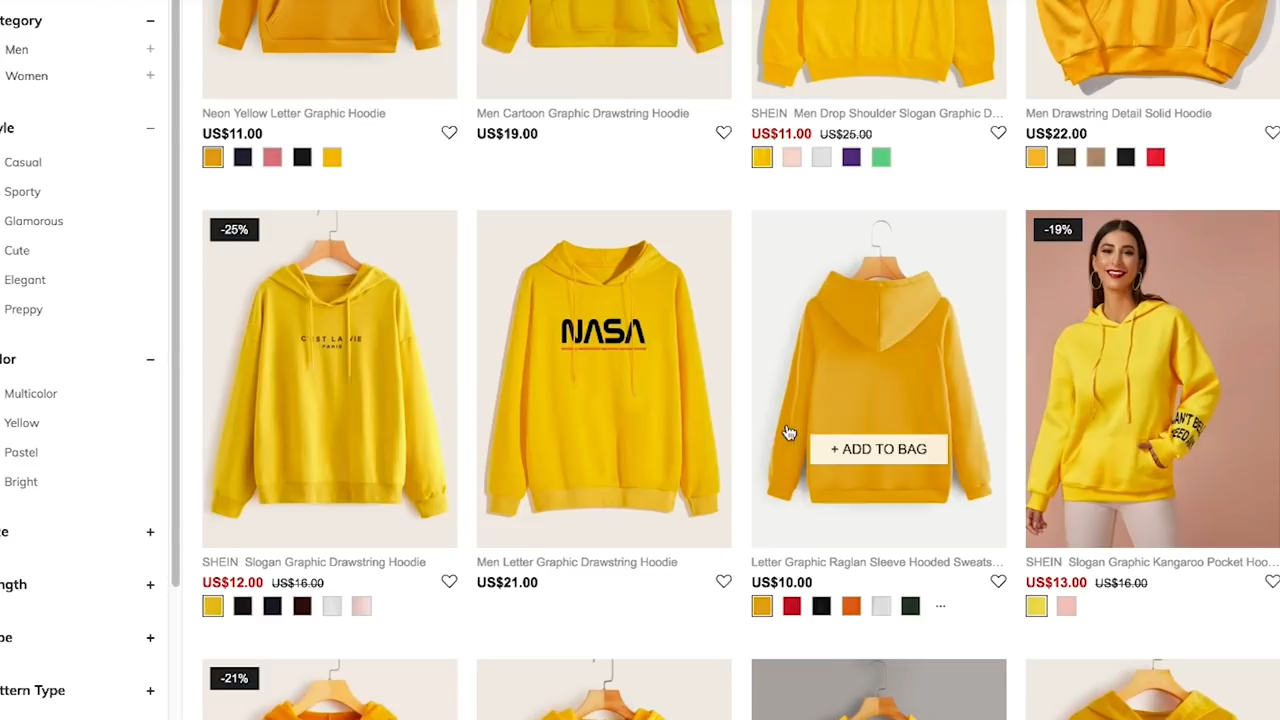 tegory
Men
Women
yle
Casual
Sporty
Glamorous
Cute
Elegant
Preppy
lor
Multicolor
Yellow
Pastel
Bright
ze
ngth
pe
ttern Type
Neon Yellow Letter Graphic Hoodie
US$11.00
Men Cartoon Graphic Drawstring Hoodie
US$19.00
SHEIN Men Drop Shoulder Slogan Graphic D...
US$11.00 US$25.00
Men Drawstring Detail Solid Hoodie
US$22.00
-25%
C'EST LA VIE
PARIS
SHEIN Slogan Graphic Drawstring Hoodie
US$12.00 US$16.00
NASA
Men Letter Graphic Drawstring Hoodie
US$21.00
+ ADD TO BAG
Letter Graphic Raglan Sleeve Hooded Sweats...
US$10.00
...
-19%
SHEIN Slogan Graphic Kangaroo Pocket Hoo...
US$13.00 US$16.00
-21%